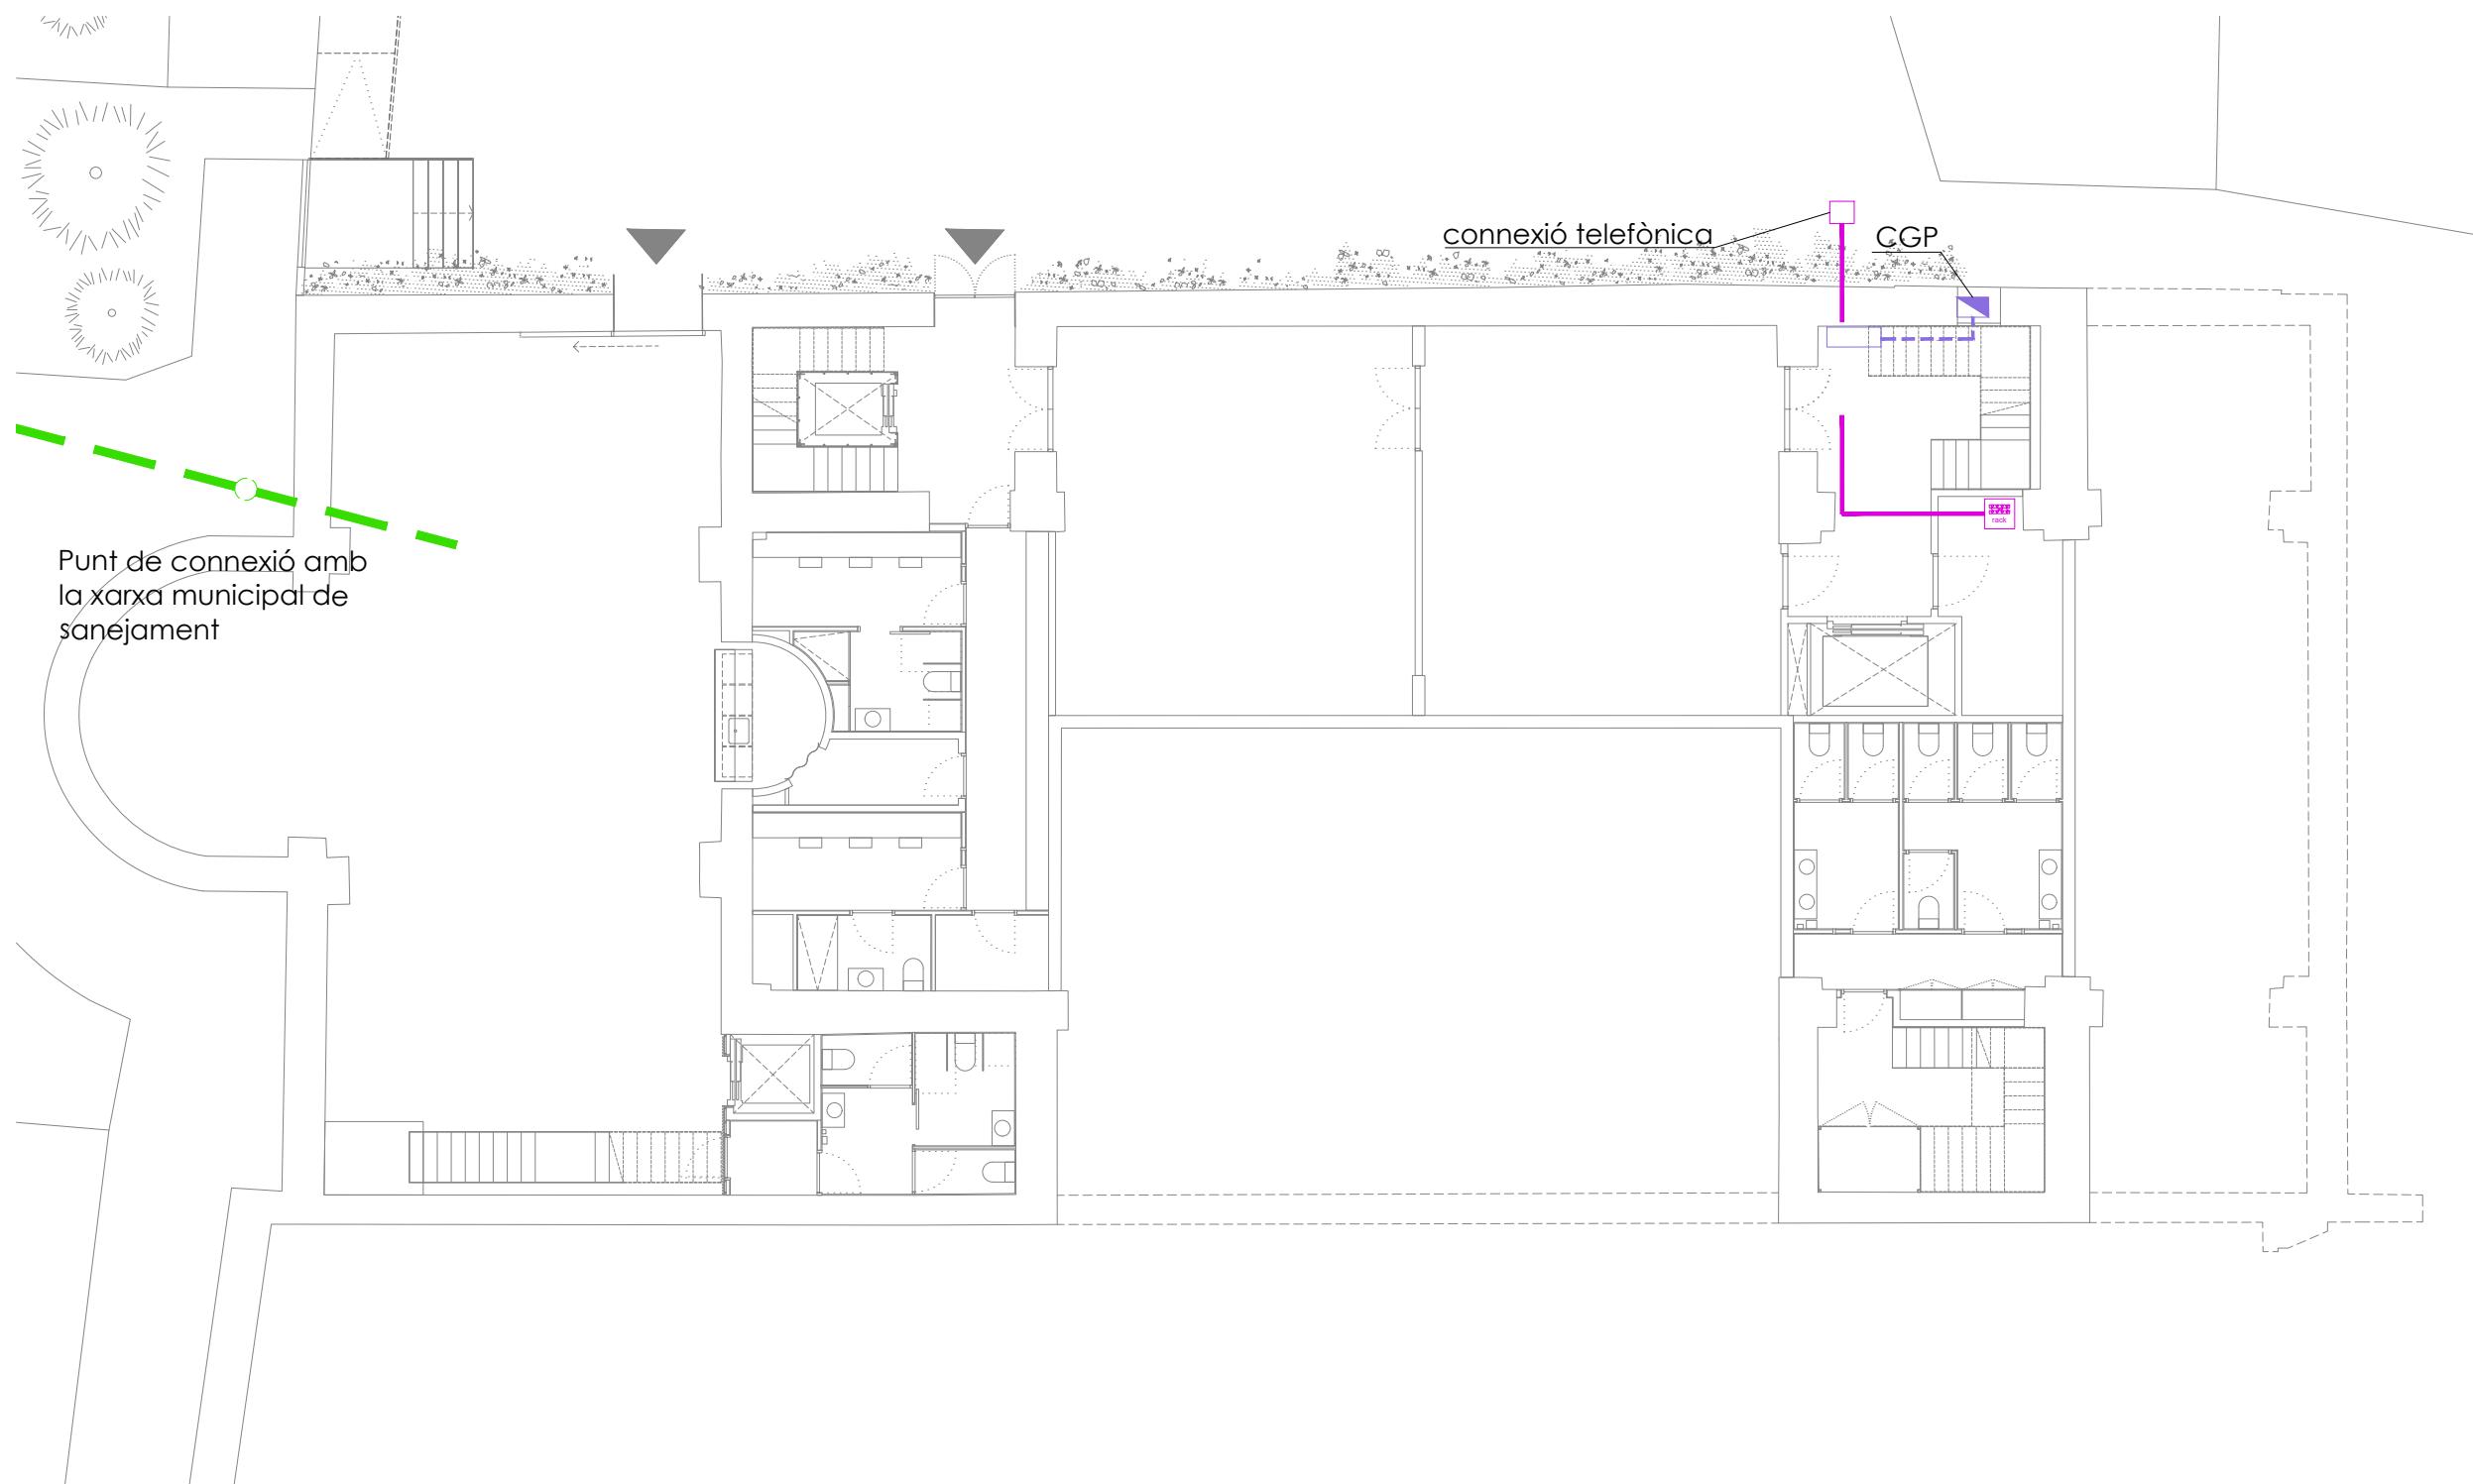 connexió telefònica
CGP
rack
Punt de connexió amb
la xarxa municipal de
sanejament